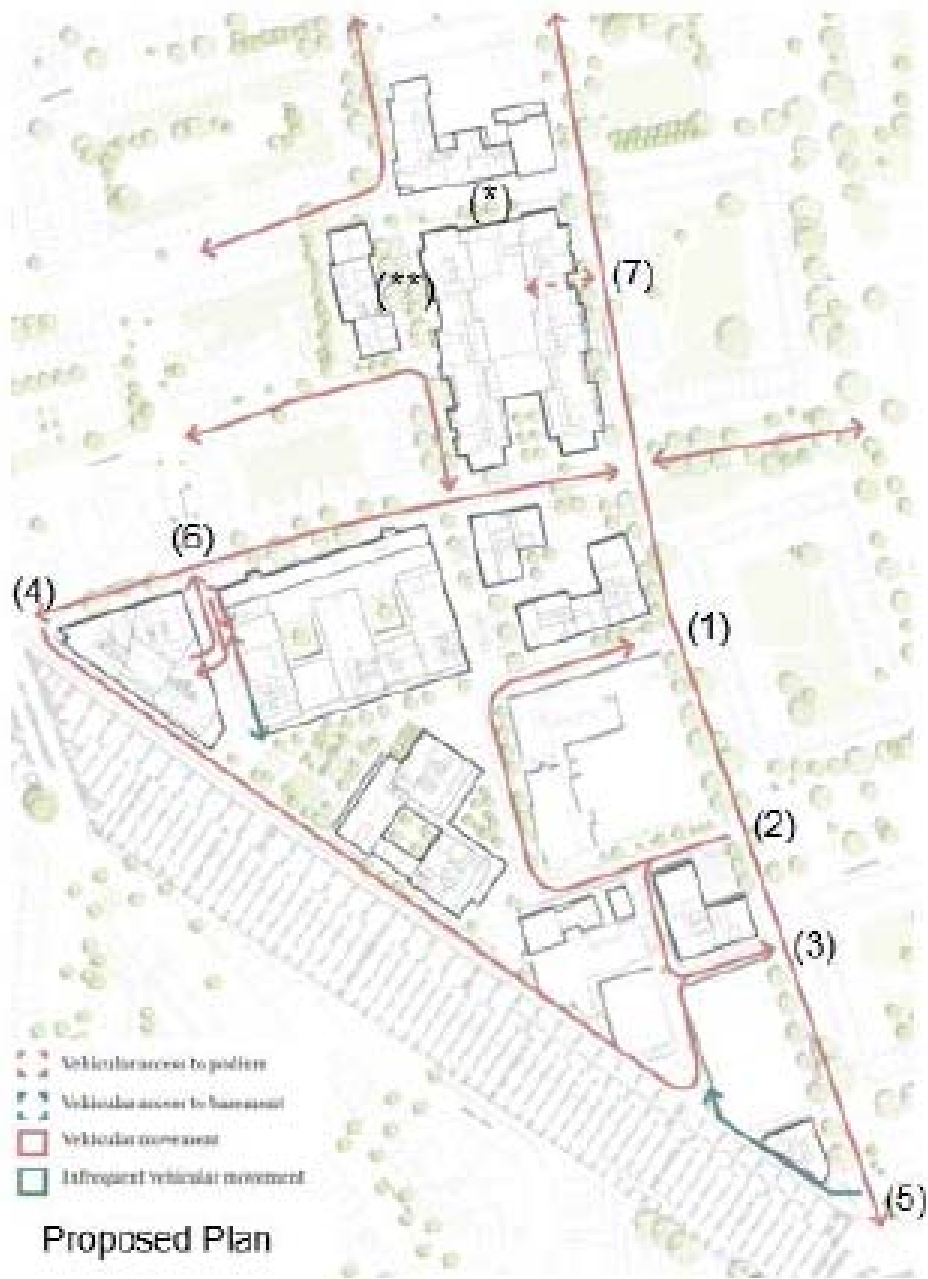 (*)
(**)
(7)
(6)
(4)
(1)
(2)
(3)
(5)
Vehicular access to podium
Vehicular access to basement
Vehicular movement
Infrequent vehicular movement
Proposed Plan